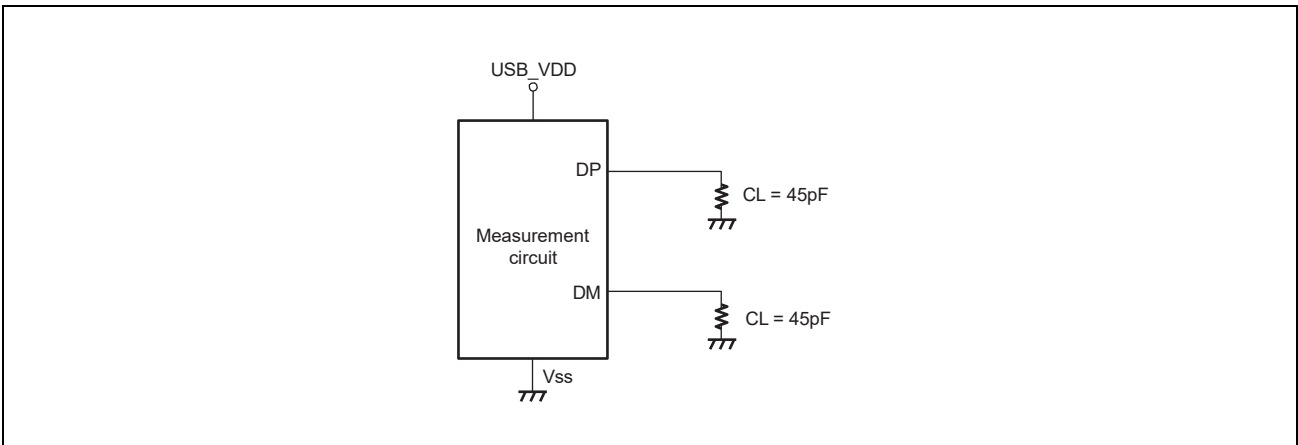 USB_VDD
DP
CL = 45pF
Measurement
circuit
DM
CL = 45pF
Vss